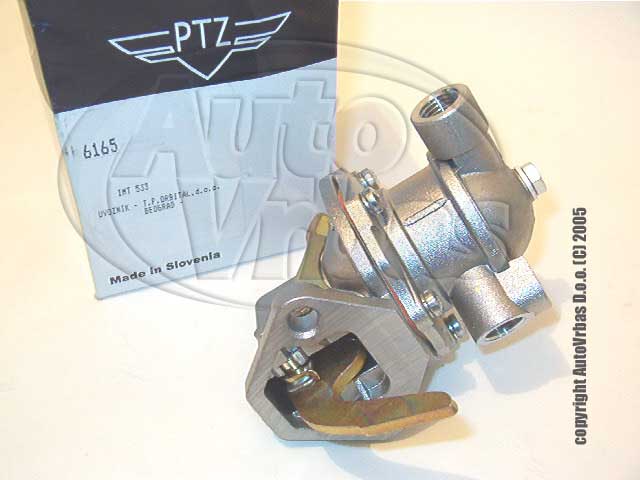 PTZ
6165
IMT 533
UVOZNIK - T.P.ORBITAL.d.o.o.
BEOGRAD
Made in Slovenia
Auto
Vrbas
copyright AutoVrbas D.o.o. (C) 2005